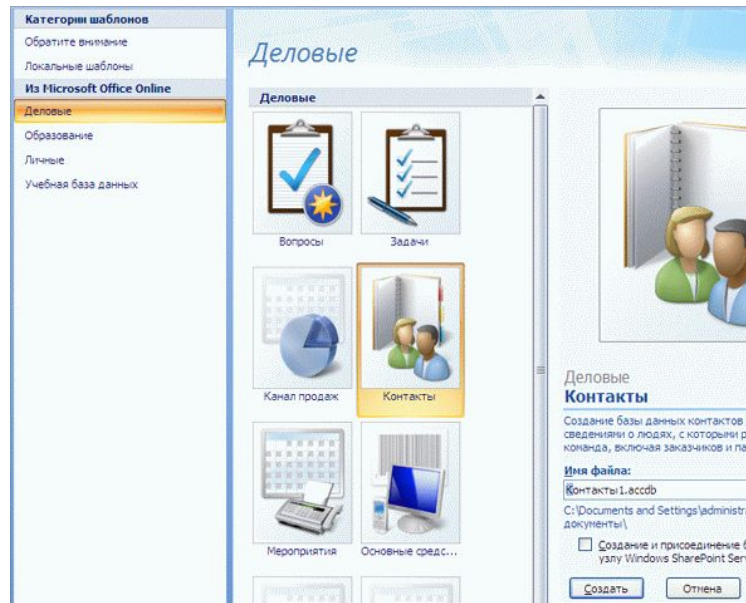 Категории шаблонов
Обратите внимание
Локальные шаблоны
Из Microsoft Office Online
Деловые
Образование
Личные
Учебная база данных
Деловые
Деловые
Вопросы
Задачи
Канал продаж
Контакты
Мероприятия
Основные средс...
Деловые
Контакты
Создание базы данных контактов
сведениями о людях, с которыми р
команда, включая заказчиков и па
Имя файла:
Контакты1.accdb
C:\Documents and Settings\administr
документы\
Создание и присоединение б
узлу Windows SharePoint Ser
Создать
Отмена